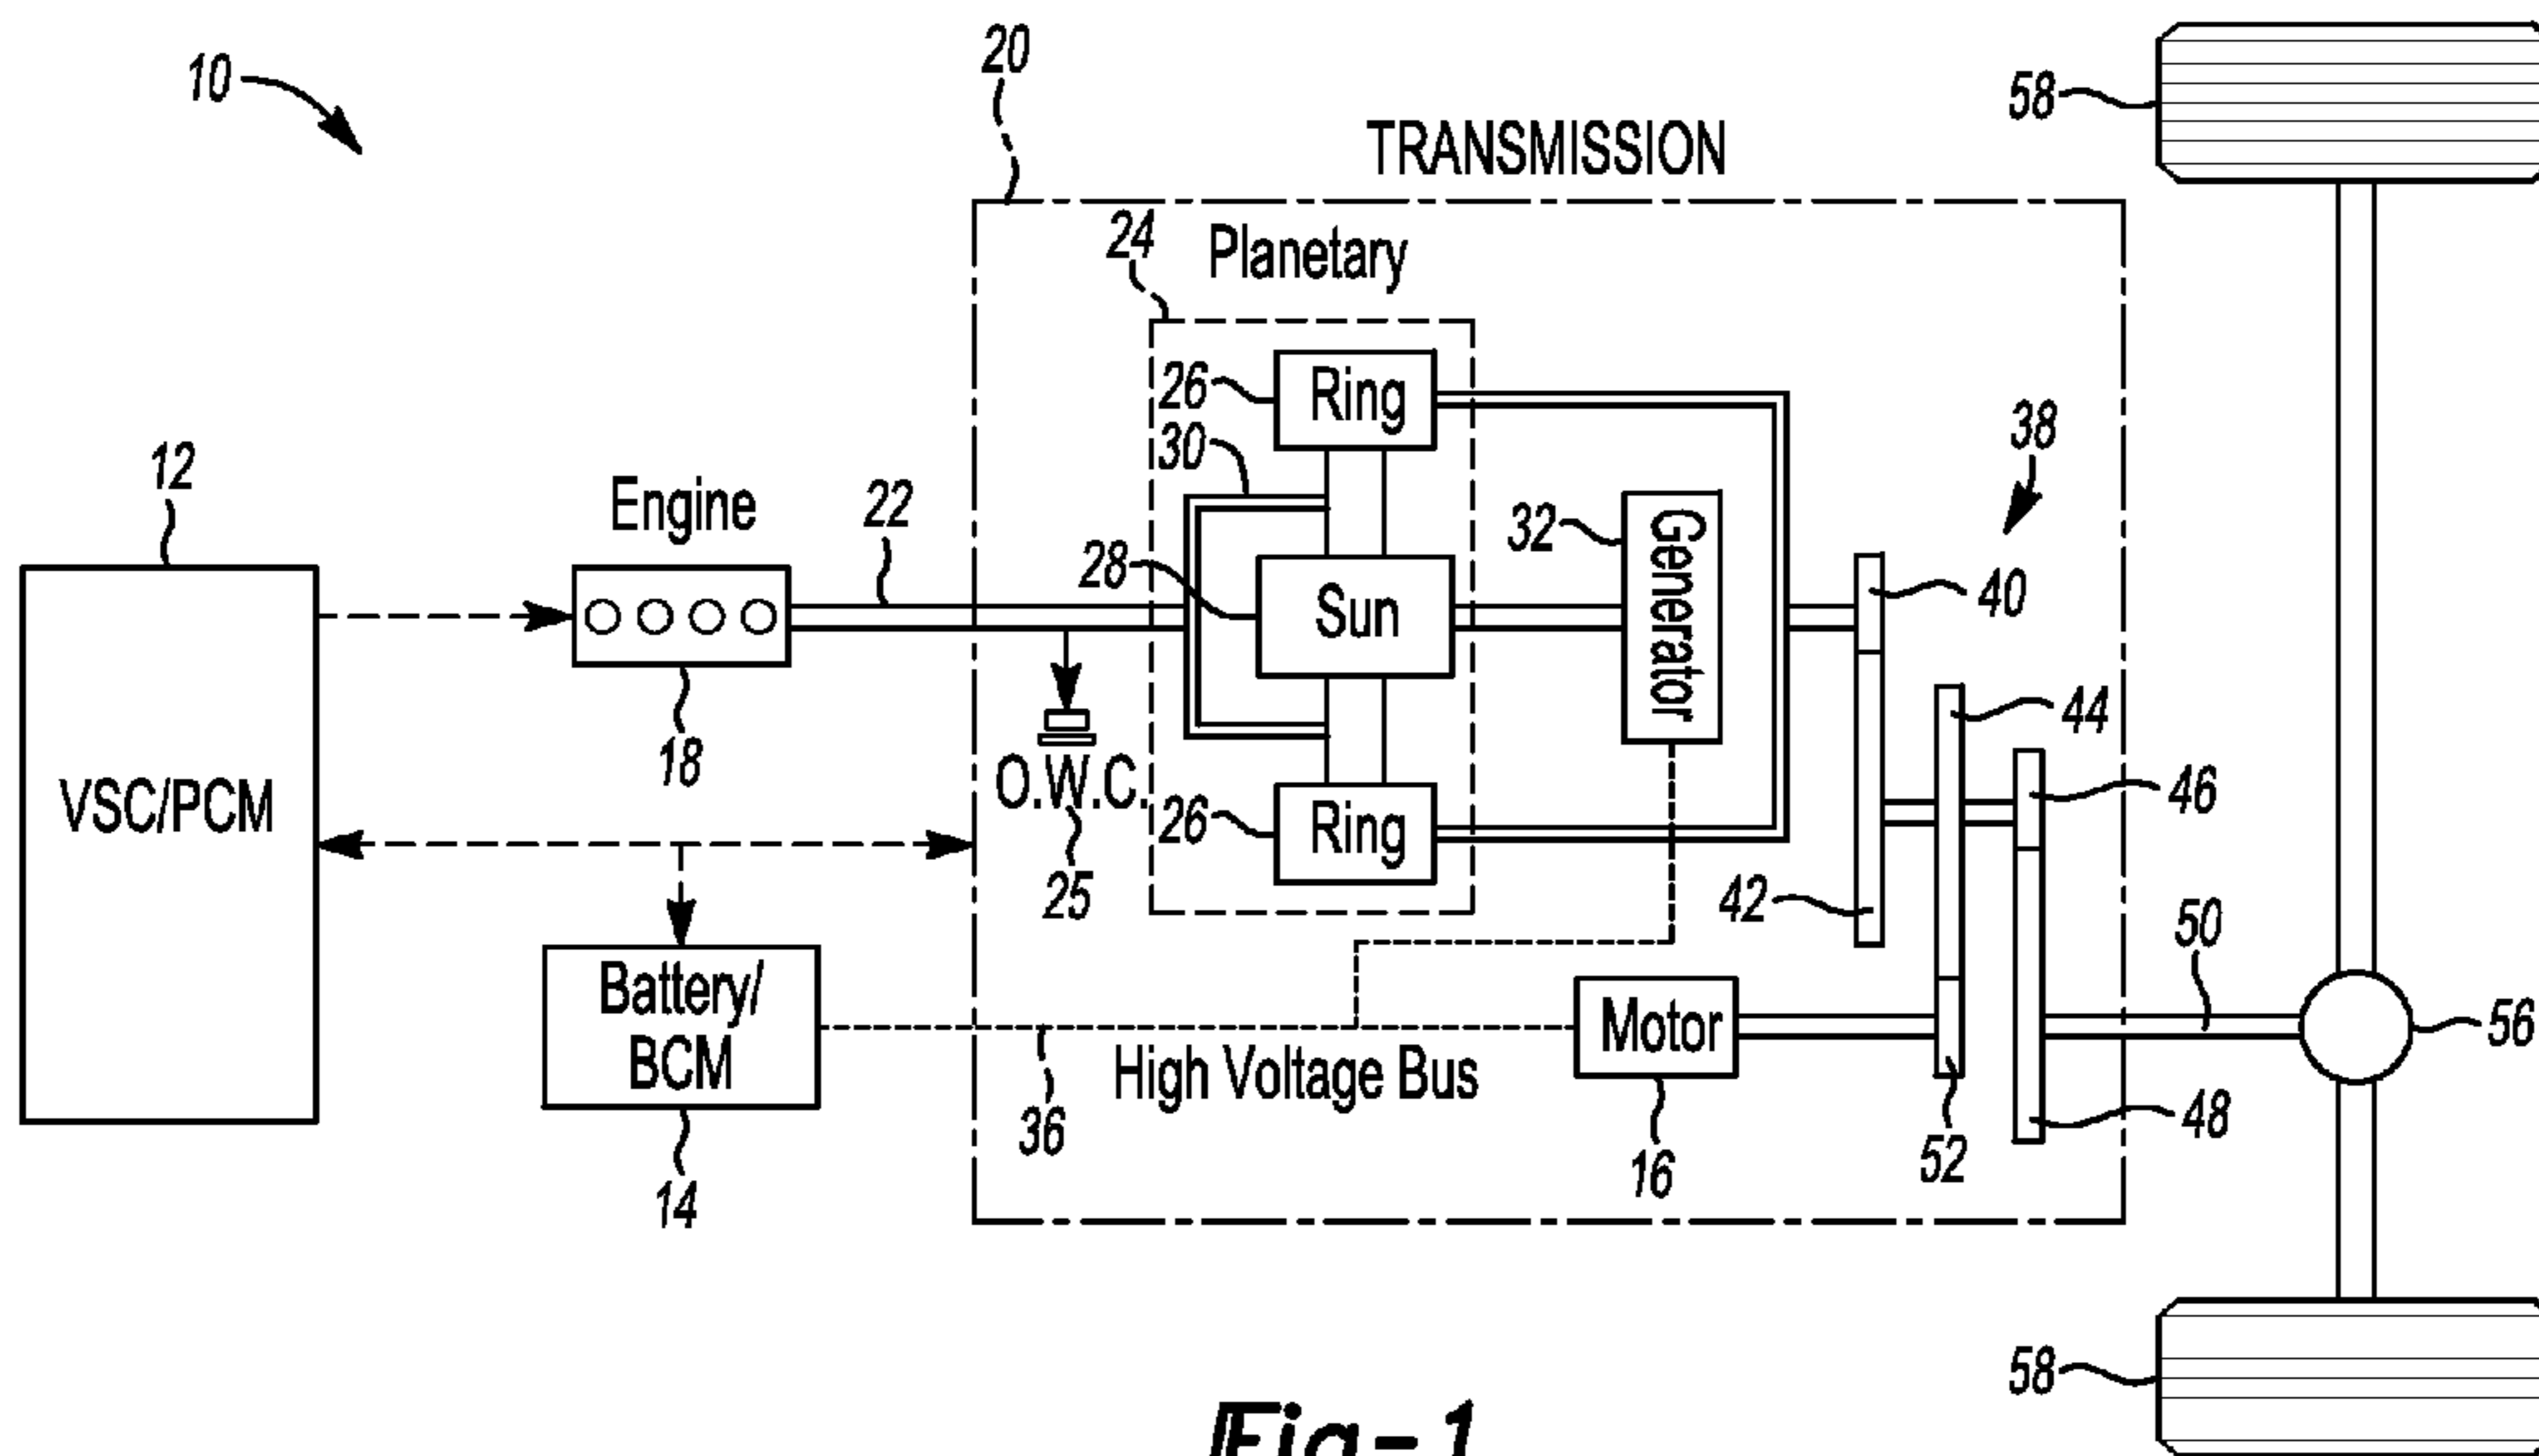 10
20
58
TRANSMISSION
24
Planetary
26
Ring
30
38
12
Engine
22
32
Generator
28
Sun
40
44
18
VSC/PCM
O.W.C.
46
26
Ring
25
42
50
Battery/
BCM
Motor
56
High Voltage Bus
36
48
14
16
52
58
Fig-1